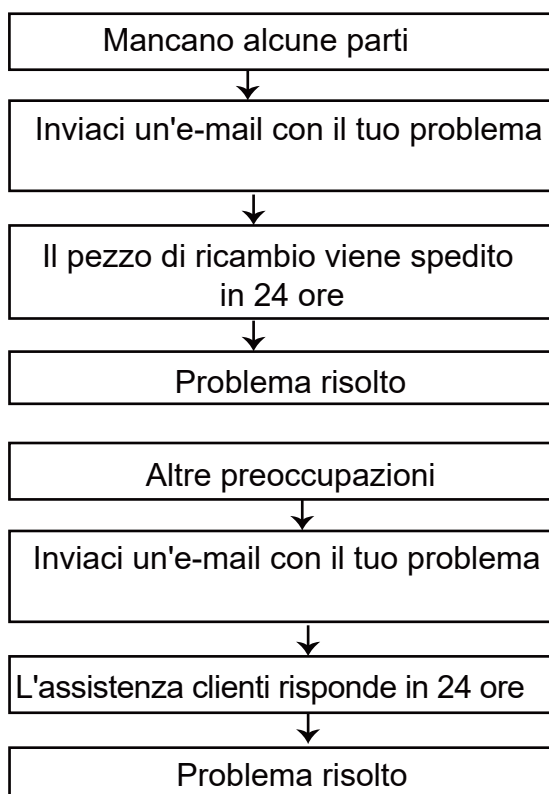 Mancano alcune parti
Inviaci un'e-mail con il tuo problema
Il pezzo di ricambio viene spedito
in 24 ore
Problema risolto
Altre preoccupazioni
Inviaci un'e-mail con il tuo problema
L'assistenza clienti risponde in 24 ore
Problema risolto